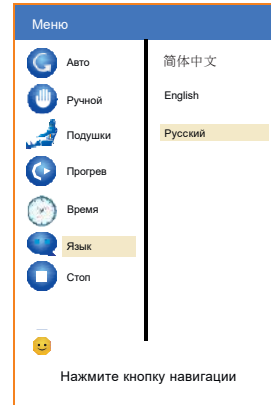 Меню
Авто
Ручной
Подушки
Прогрев
Время
Язык
Стоп
简体中文
English
Русский
Нажмите кнопку навигации